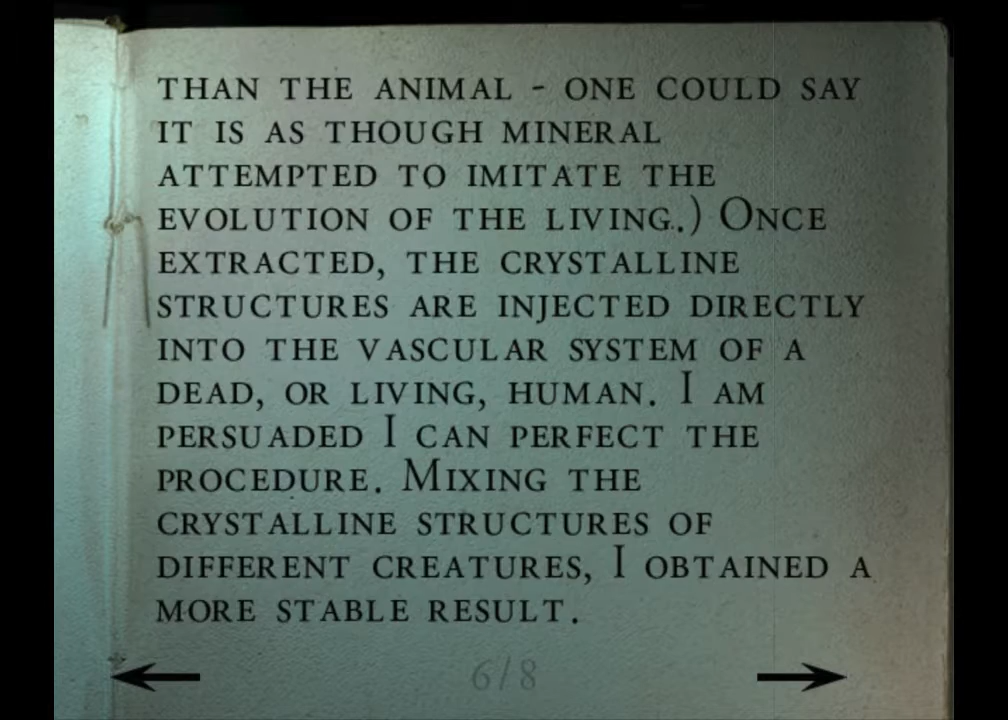 THAN THE ANIMAL - ONE COULD SAY
IT IS AS THOUGH MINERAL
ATTEMPTED TO IMITATE THE
EVOLUTION OF THE LIVING.) ONCE
EXTRACTED, THE CRYSTALLINE
STRUCTURES ARE INJECTED DIRECTLY
INTO THE VASCULAR SYSTEM OF A
DEAD, OR LIVING, HUMAN. I AM
PERSUADED I CAN PERFECT THE
PROCEDURE. MIXING THE
CRYSTALLINE STRUCTURES OF
DIFFERENT CREATURES, I OBTAINED A
MORE STABLE RESULT.
6/8